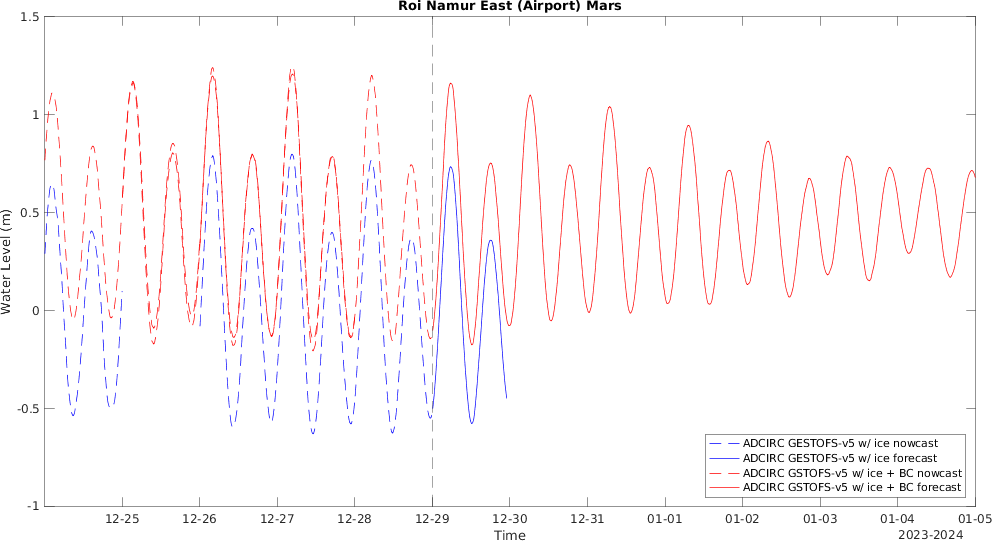 Roi Namur East (Airport) Mars
1.5
1
0.5
0
-0.5
-1
Water Level (m)
12-25
12-26
12-27
12-28
12-29
12-30
12-31
01-01
01-02
01-03
01-04
01-05
Time
2023-2024
ADCIRC GESTOFS-v5 w/ ice nowcast
ADCIRC GESTOFS-v5 w/ ice forecast
ADCIRC GSTOFS-v5 w/ ice + BC nowcast
ADCIRC GSTOFS-v5 w/ ice + BC forecast